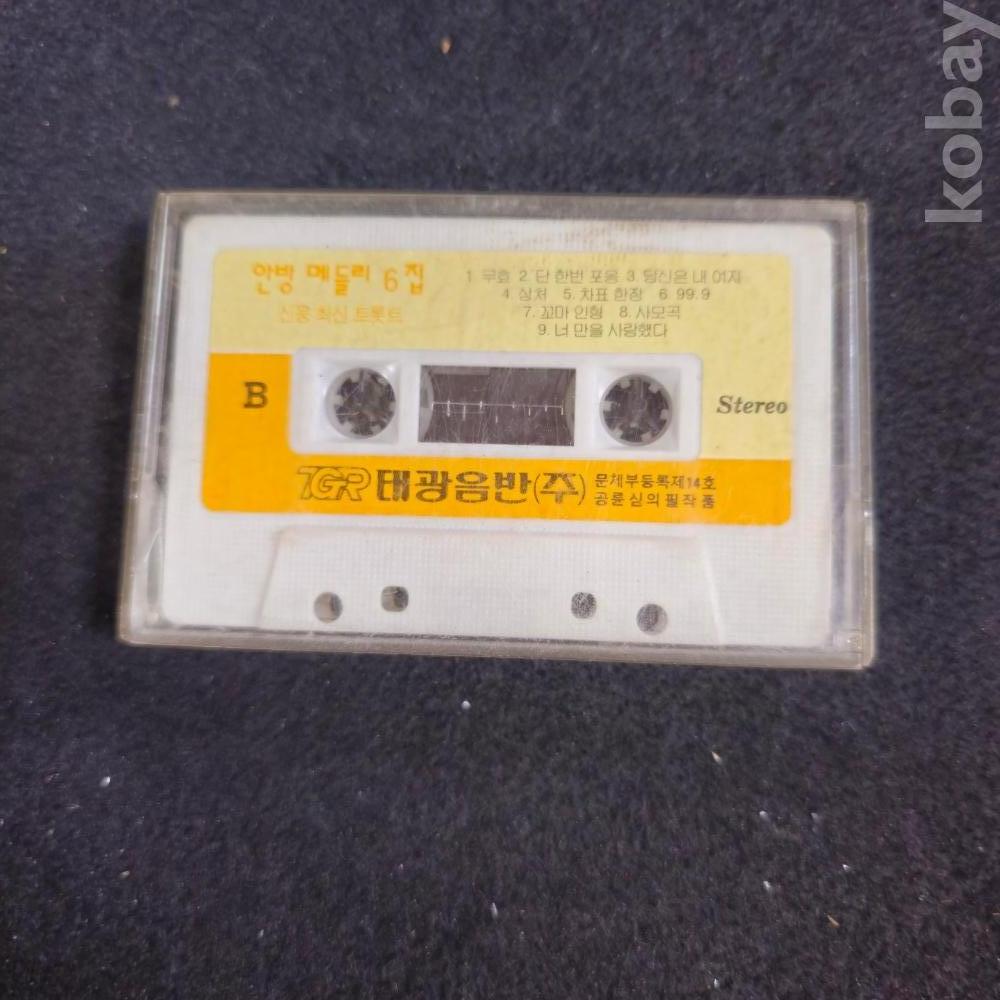 한방 메들리 6집
신콩 최신 트롯트
1. 무효 2. 단 한번 포옹 3. 당신은 내 여자
4. 상처 5. 차표 한장 6. 99.9
7. 꼬마 인형 8. 사모곡
9. 너 만을 사랑했다
B
Stereo
TGR 태광음반(주)
문체부등록제14호
공륜심의필작품
kobay